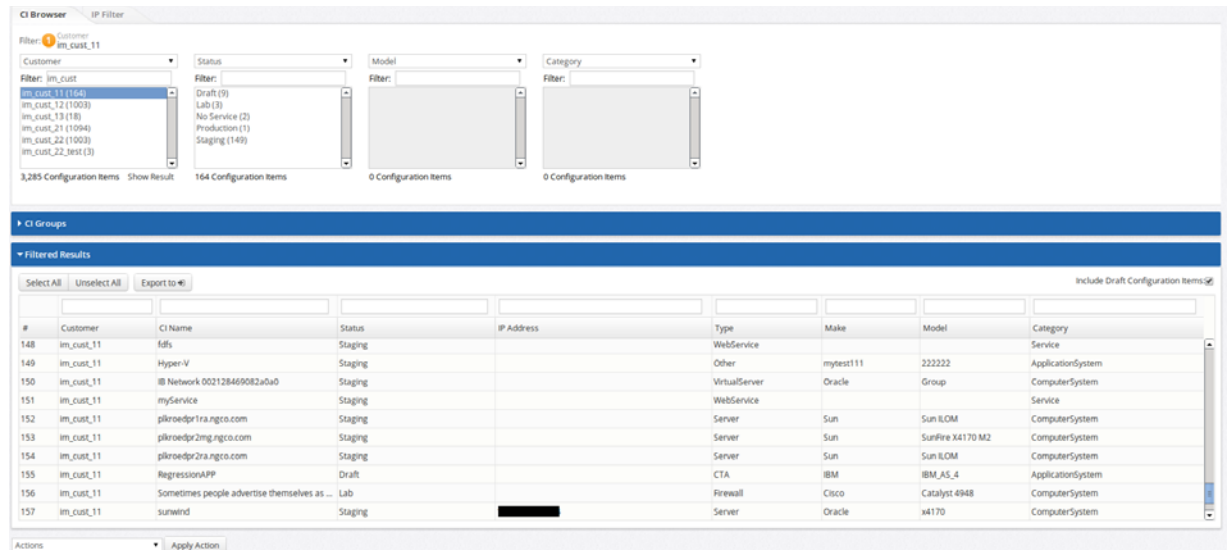 CI Browser IP Filter
Filter: 1 Customer
im_cust_11
Customer Status Model Category
Filter: im_cust Filter: Filter: Filter:
im_cust_11 (164) Draft (9)
im_cust_12 (1003) Lab (3)
im_cust_13 (18) No Service (2)
im_cust_21 (1094) Production (1)
im_cust_22 (1003) Staging (149)
im_cust_22_test (3)
3,285 Configuration Items Show Result 164 Configuration Items 0 Configuration Items 0 Configuration Items
CI Groups
Filtered Results
Select All Unselect All Export to Include Draft Configuration Items:
# Customer CI Name Status IP Address Type Make Model Category
148 im_cust_11 fdfs Staging WebService Service
149 im_cust_11 Hyper-V Staging Other mytest111 222222 ApplicationSystem
150 im_cust_11 IB Network 002128469082a0a0 Staging VirtualServer Oracle Group ComputerSystem
151 im_cust_11 myService Staging WebService Service
152 im_cust_11 plkroedpr1ra.ngco.com Staging Server Sun Sun ILOM ComputerSystem
153 im_cust_11 plkroedpr2mg.ngco.com Staging Server Sun SunFire X4170 M2 ComputerSystem
154 im_cust_11 plkroedpr2ra.ngco.com Staging Server Sun Sun ILOM ComputerSystem
155 im_cust_11 RegressionAPP Draft CTA IBM IBM_AS_4 ApplicationSystem
156 im_cust_11 Sometimes people advertise themselves as ... Lab Firewall Cisco Catalyst 4948 ComputerSystem
157 im_cust_11 sunwind Staging Server Oracle x4170 ComputerSystem
Actions Apply Action